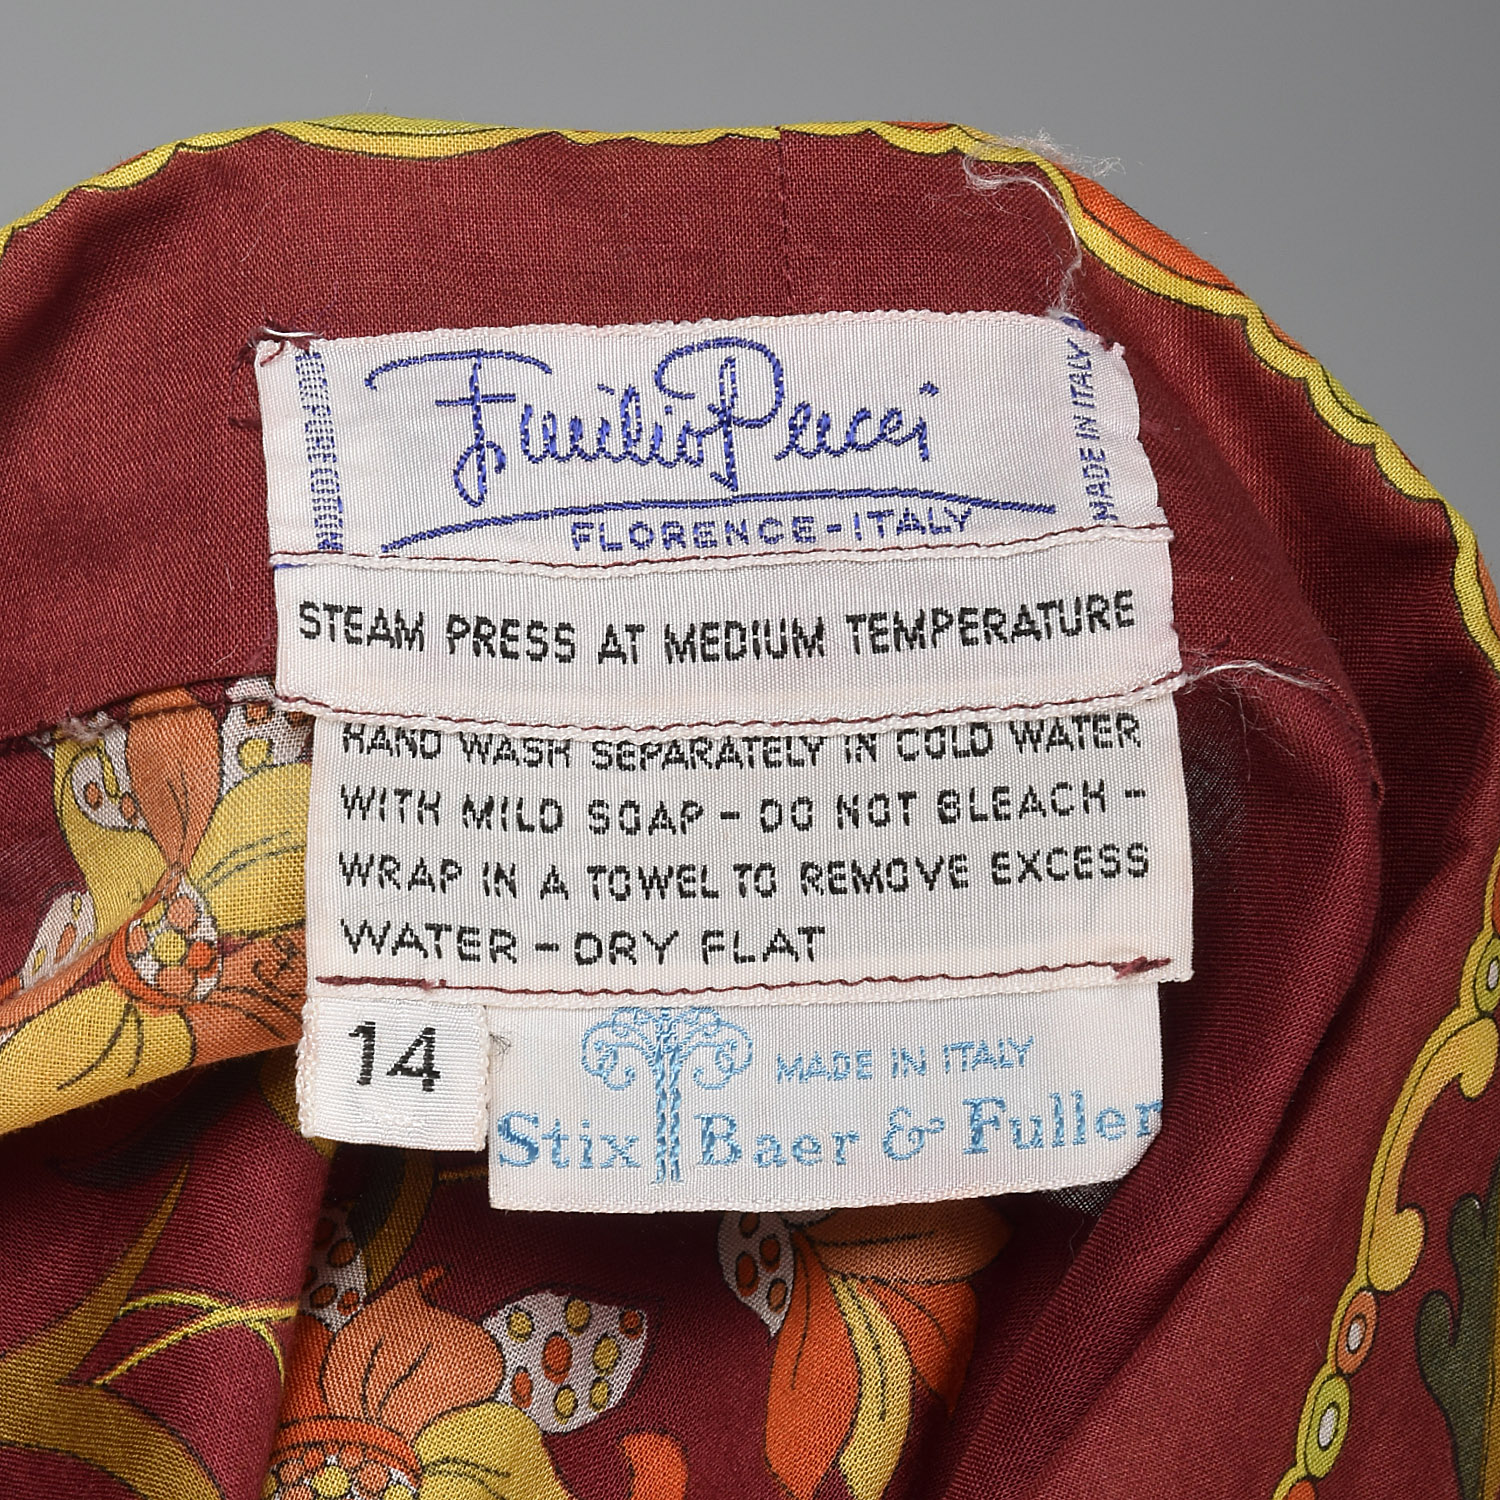 Emilio Pucci
FLORENCE-ITALY
MADE IN ITALY
STEAM PRESS AT MEDIUM TEMPERATURE
HAND WASH SEPARATELY IN COLD WATER
WITH MILD SOAP - DO NOT BLEACH -
WRAP IN A TOWEL TO REMOVE EXCESS
WATER - DRY FLAT
14
MADE IN ITALY
Stix Baer & Fuller